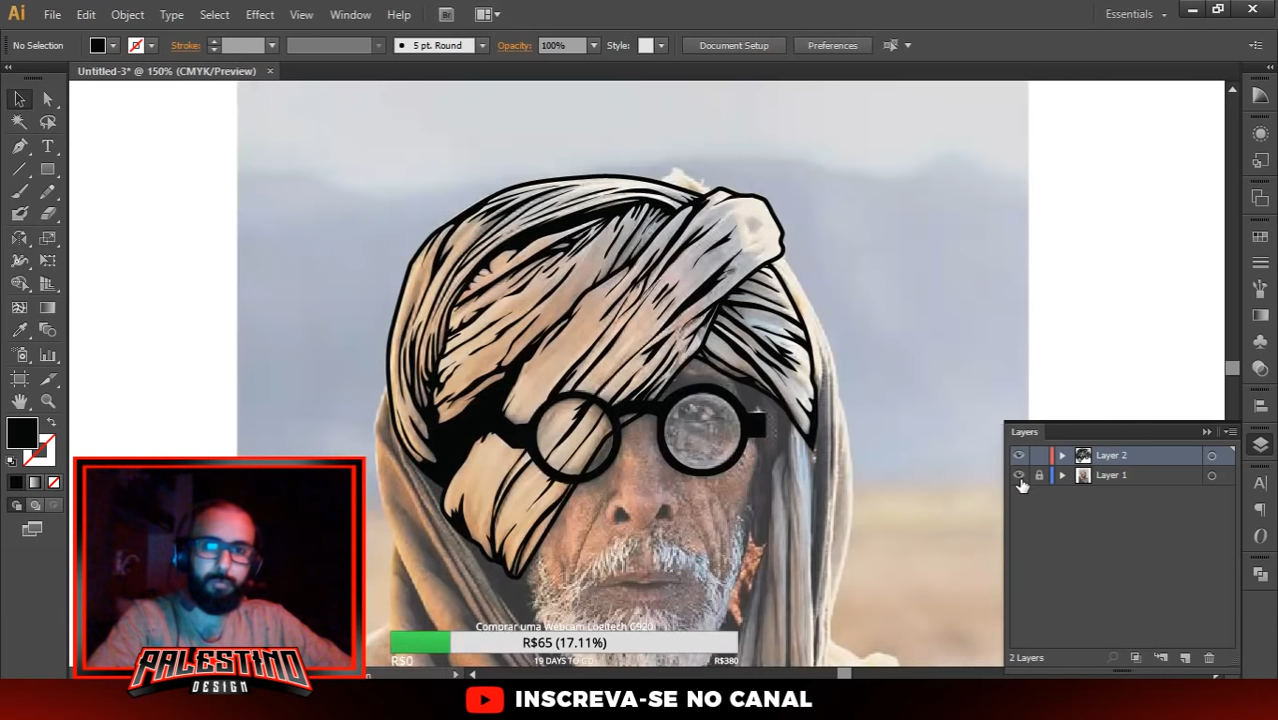 Ai File Edit Object Type Select Effect View Window Help Br Essentials
No Selection Stroke: 5 pt. Round Opacity: 100% Style: Document Setup Preferences
Untitled-3* @ 150% (CMYK/Preview)
Layers
Layer 2
Layer 1
2 Layers
Comprar uma Webcam Logitech C920
R$65 (17.11%)
R$0 19 DAYS TO GO R$380
PALESTINO
DESIGN
INSCREVA-SE NO CANAL